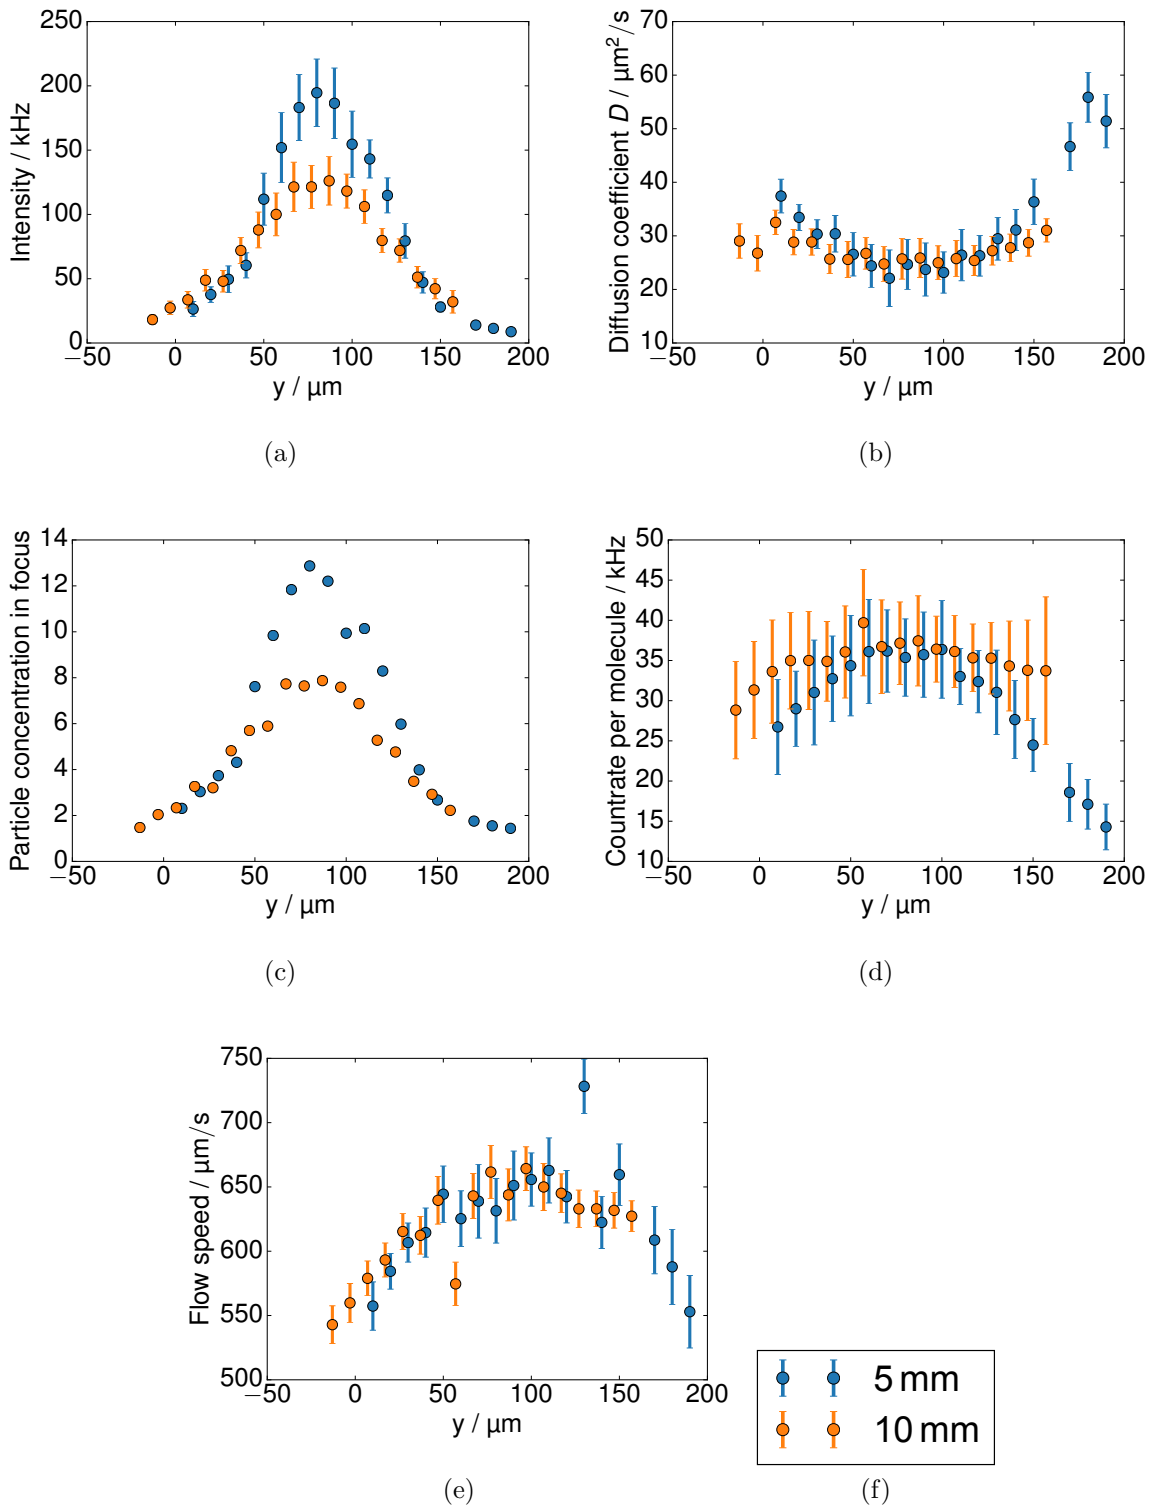 250
200
150
100
50
0
Intensity / kHz
−50 0 50 100 150 200
y / µm
(a)
70
60
50
40
30
20
10
Diffusion coefficient D / µm²/s
−50 0 50 100 150 200
y / µm
(b)
14
12
10
8
6
4
2
0
Particle concentration in focus
−50 0 50 100 150 200
y / µm
(c)
50
45
40
35
30
25
20
15
10
Countrate per molecule / kHz
−50 0 50 100 150 200
y / µm
(d)
750
700
650
600
550
500
Flow speed / µm/s
−50 0 50 100 150 200
y / µm
(e)
5 mm
10 mm
(f)